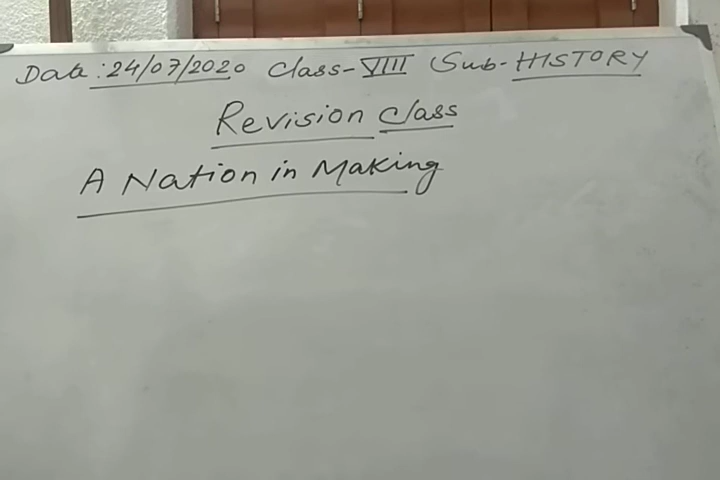 Date: 24/07/2020 Class-VIII Sub-HISTORY
Revision Class
A Nation in Making